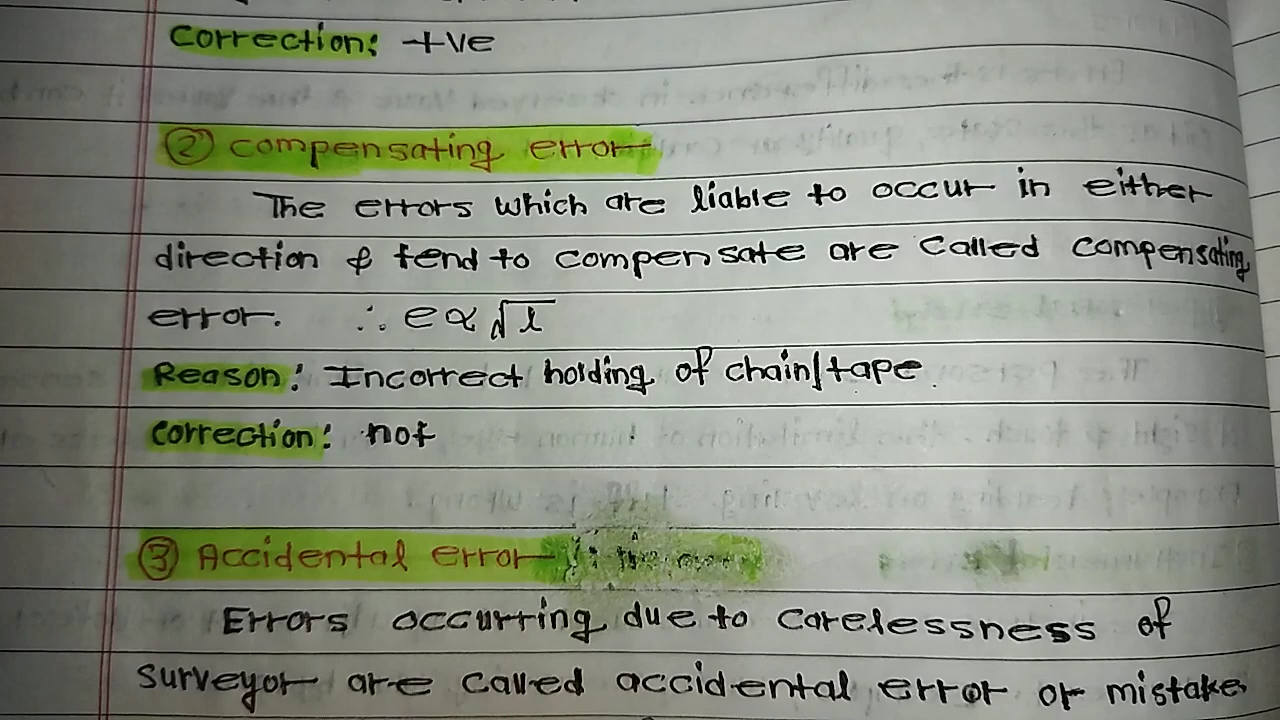 Correction: +ve
② compensating error
The errors which are liable to occur in either
direction & tend to compensate are called compensating
error. ∴ e ∝ √l
Reason: Incorrect holding of chain/tape.
correction: not
③ Accidental error
Errors occurring due to carelessness of
surveyor are called accidental error or mistake.